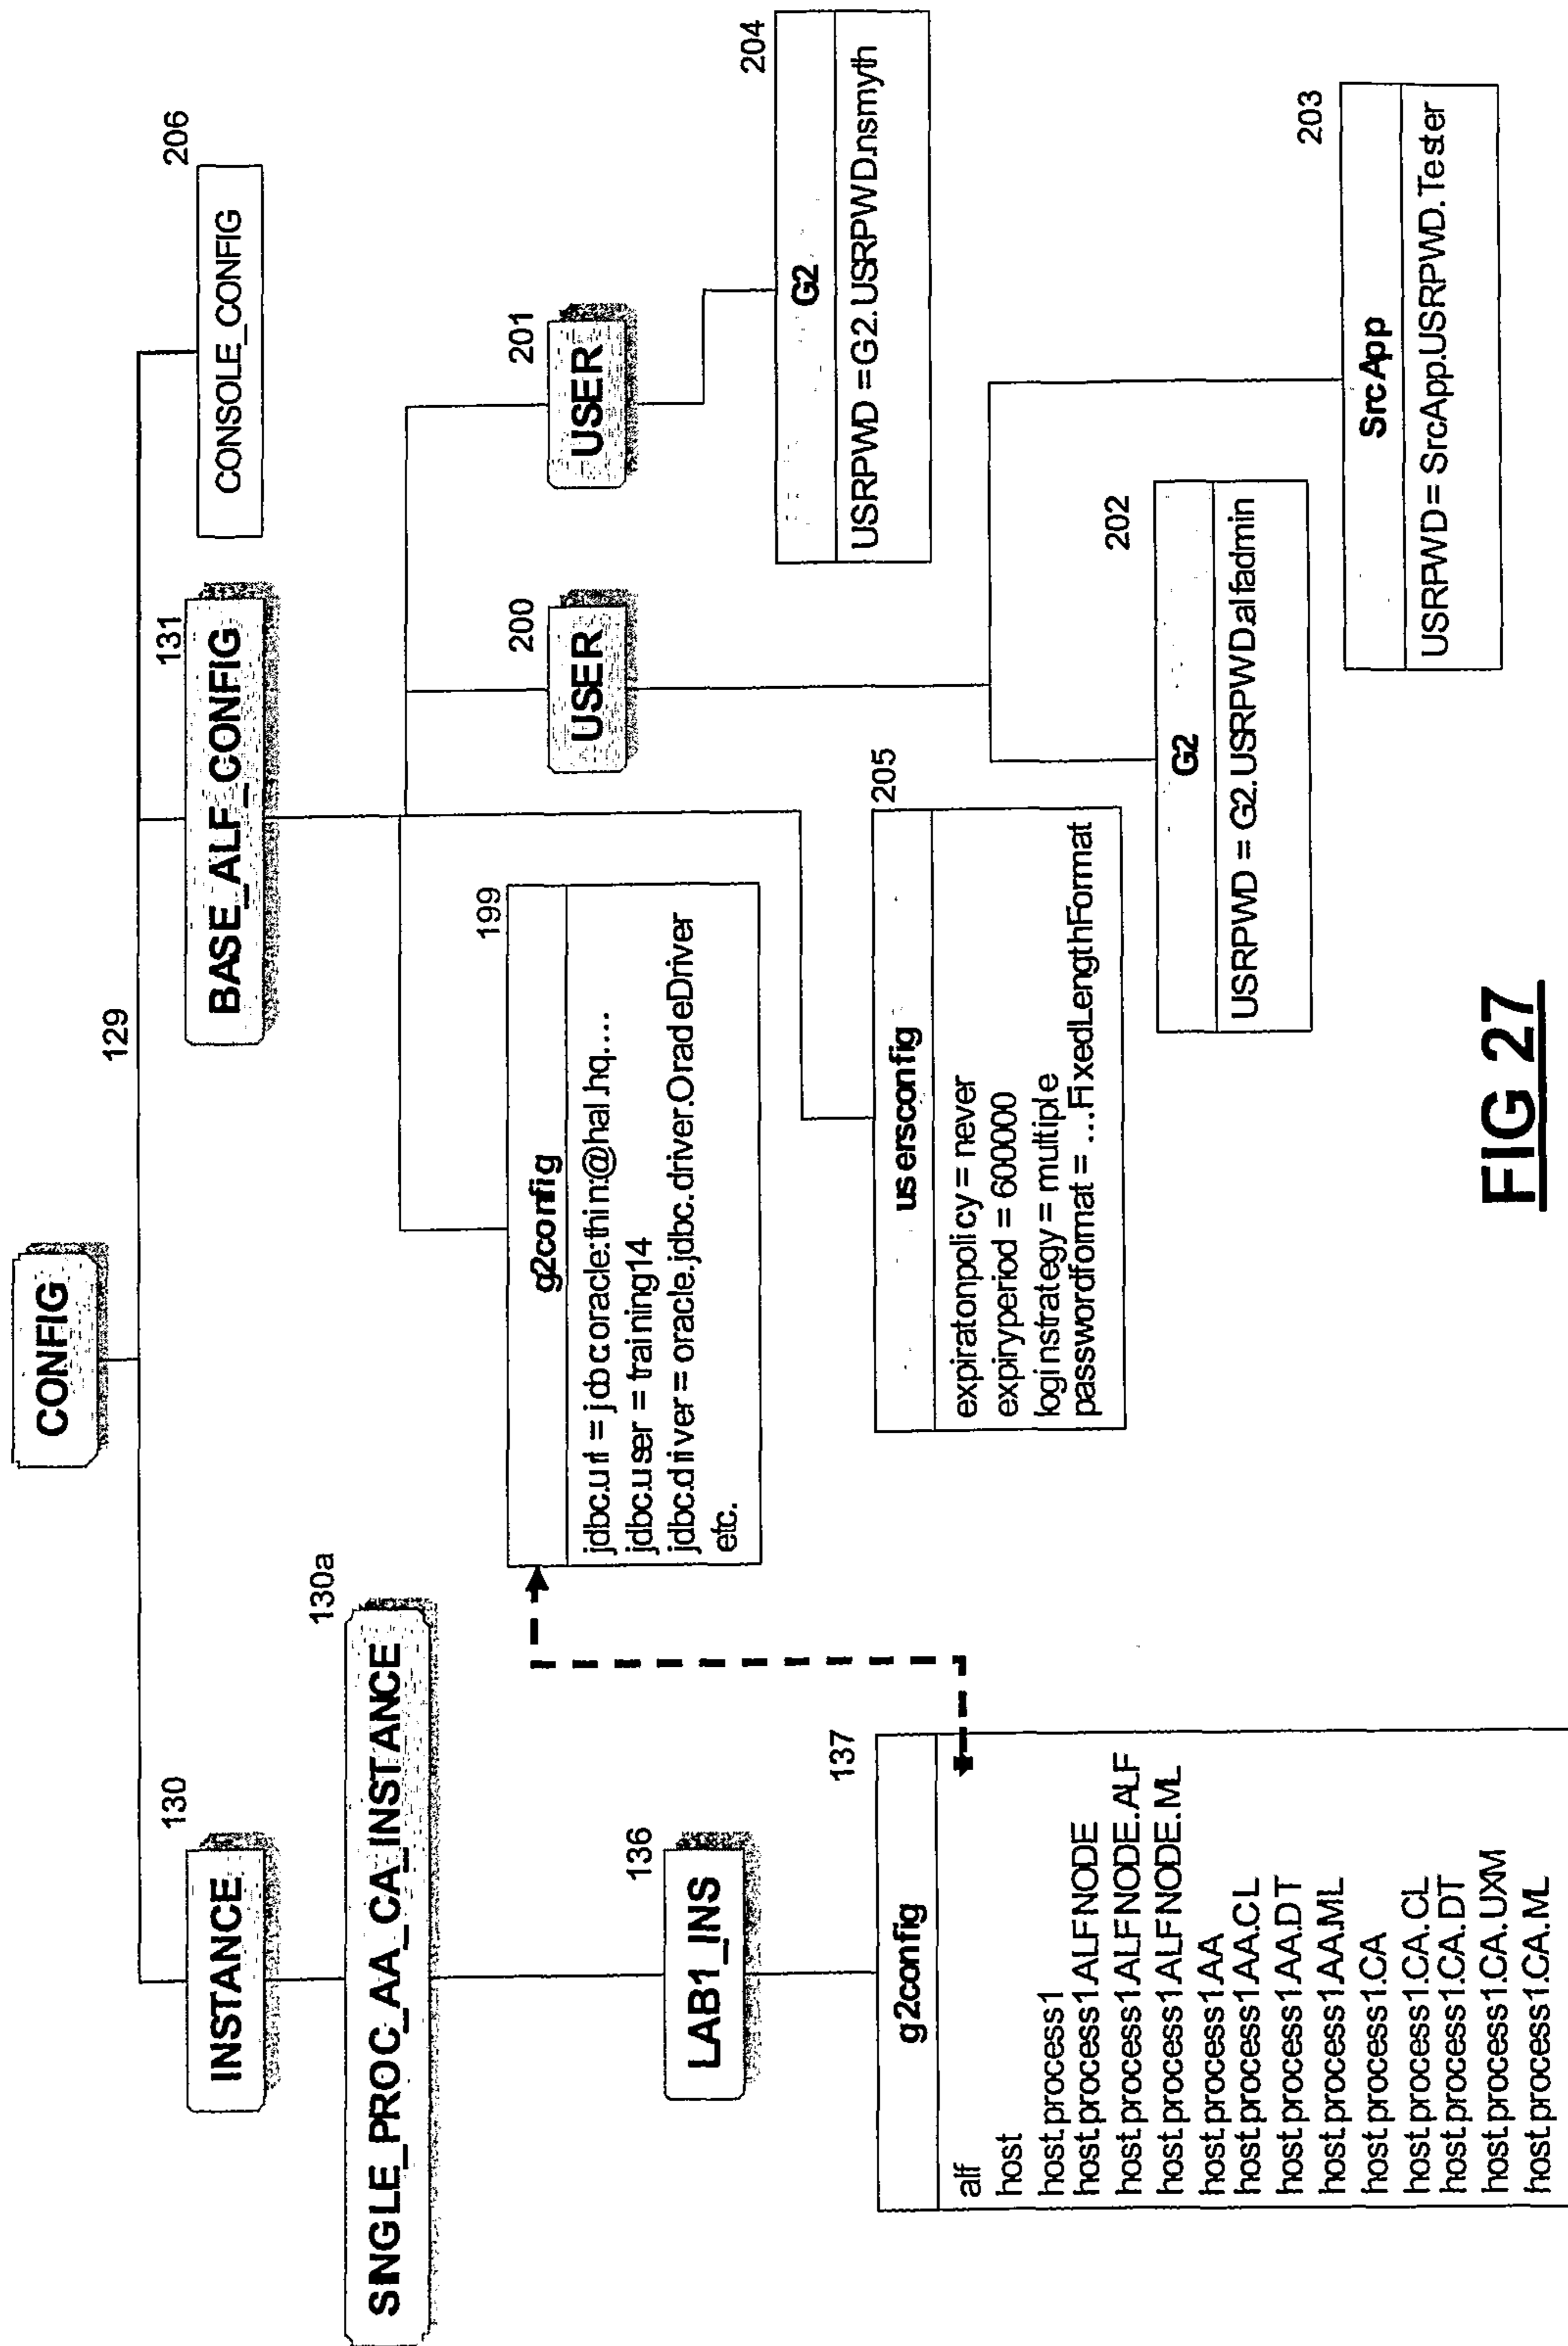 CONFIG
129
130
INSTANCE
131
BASE_ALF_CONFIG
206
CONSOLE_CONFIG
130a
SNGLE_PROC_AA_CA_INSTANCE
136
LAB1_INS
137
g2config
alf
host
host.process1
host.process1.ALFNODE
host.process1.ALFNODE.ALF
host.process1.ALFNODE.ML
host.process1.AA
host.process1.AA.CL
host.process1.AA.DT
host.process1.AA.ML
host.process1.CA
host.process1.CA.CL
host.process1.CA.DT
host.process1.CA.UXM
host.process1.CA.ML
199
g2config
jdbc.url = jdbc:oracle:thin:@hal.hq....
jdbc.user = training14
jdbc.driver = oracle.jdbc.driver.OracleDriver
etc.
205
usersconfig
expiratonpolicy = never
expiryperiod = 600000
loginstrategy = multiple
passwordfomat = ...FixedLengthFormat
200
USER
201
USER
202
G2
USRPWD = G2.USRPWD.alfadmin
203
SrcApp
USRPWD = SrcApp.USRPWD.Tester
204
G2
USRPWD = G2.USRPWD.nsmyth
FIG 27